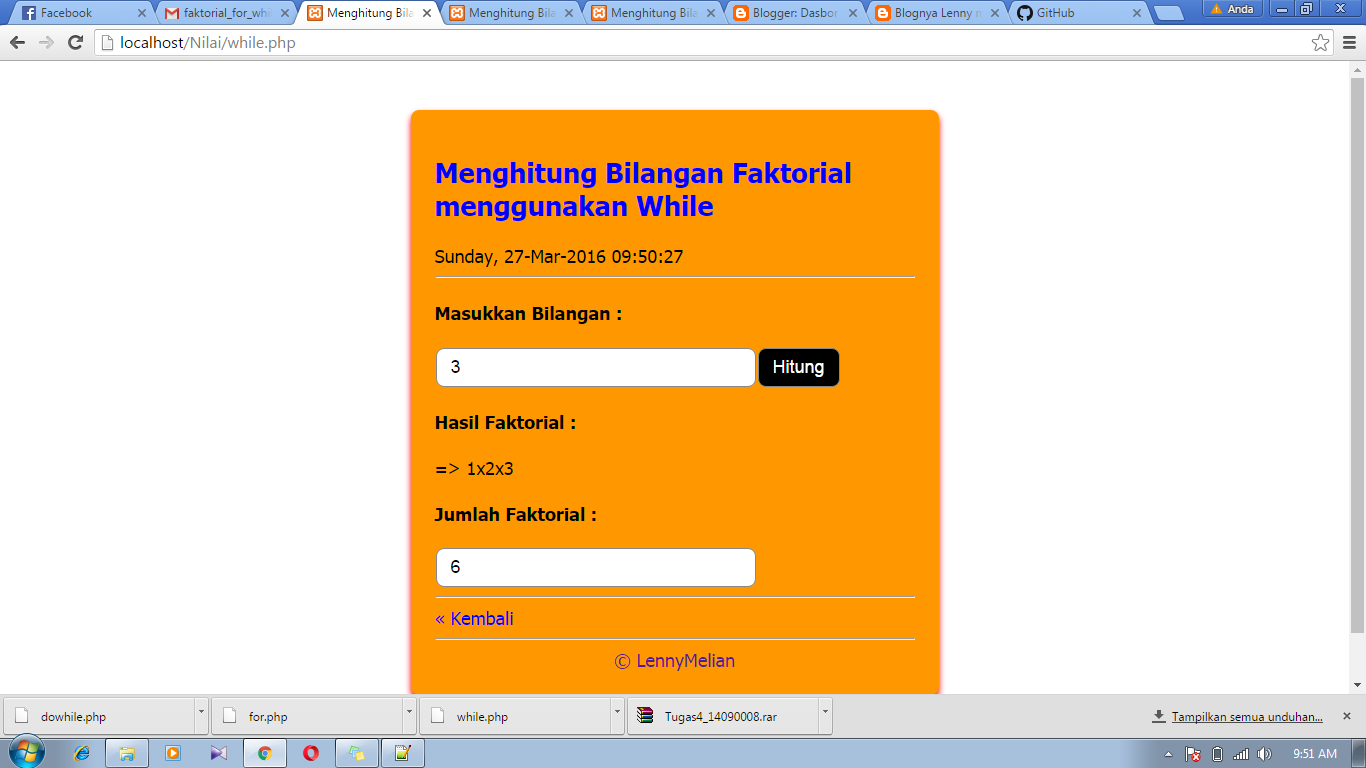 Facebook
faktorial_for_whi
Menghitung Bila
Menghitung Bila
Menghitung Bila
Blogger: Dasbor
Blognya Lenny m
GitHub
Anda
localhost/Nilai/while.php
Menghitung Bilangan Faktorial
menggunakan While
Sunday, 27-Mar-2016 09:50:27
Masukkan Bilangan :
3
Hitung
Hasil Faktorial :
=> 1x2x3
Jumlah Faktorial :
6
« Kembali
© LennyMelian
dowhile.php
for.php
while.php
Tugas4_14090008.rar
Tampilkan semua unduhan...
9:51 AM